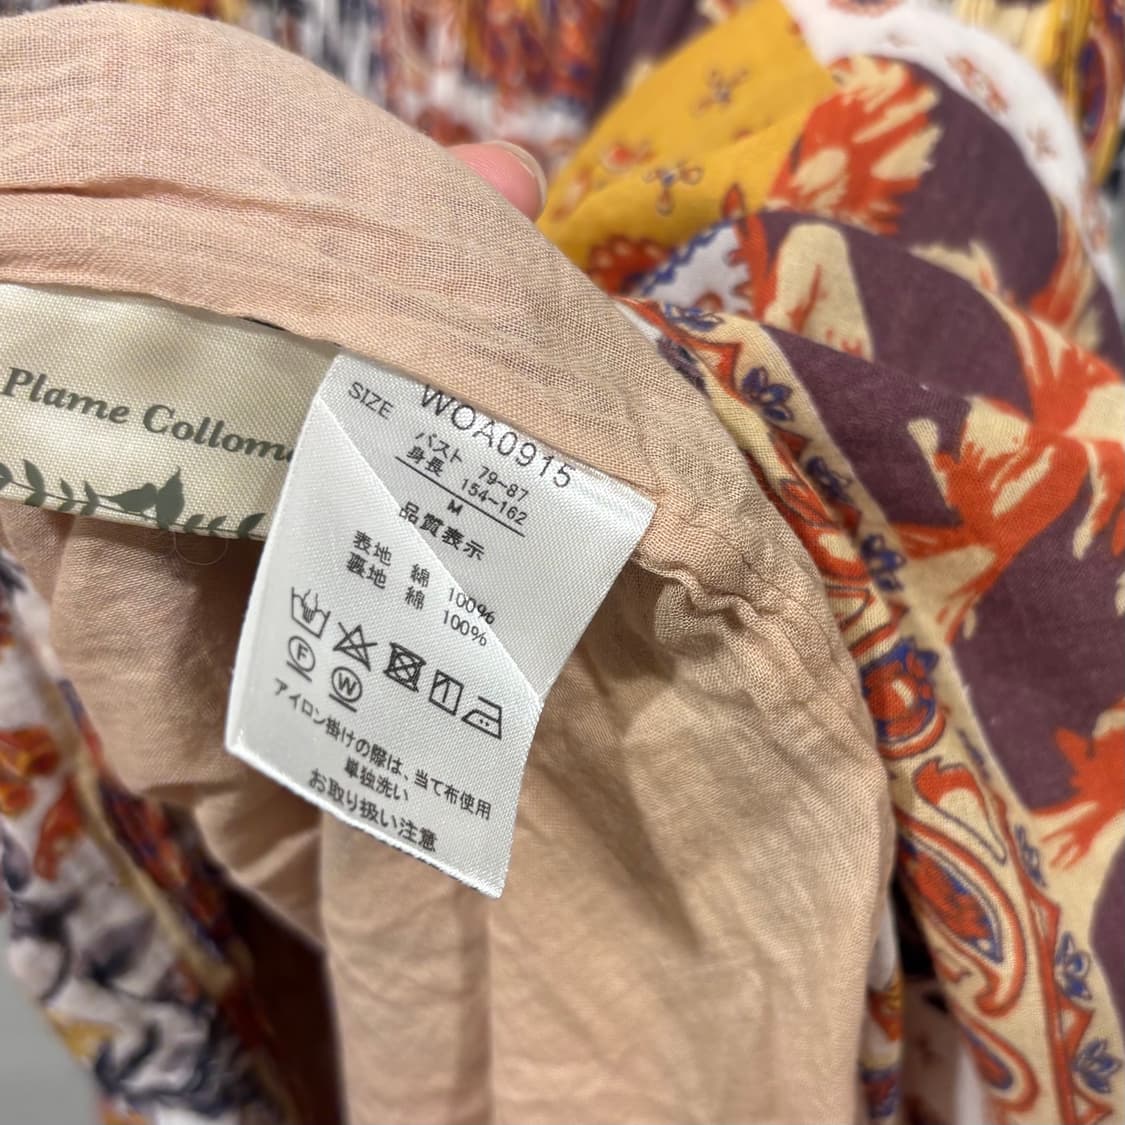 Plame Collome
WOA0915
SIZE
バスト 79~87
身長 154~162
M
品質表示
表地 綿 100%
裏地 綿 100%
F W
アイロン掛けの際は、当て布使用
単独洗い
お取り扱い注意